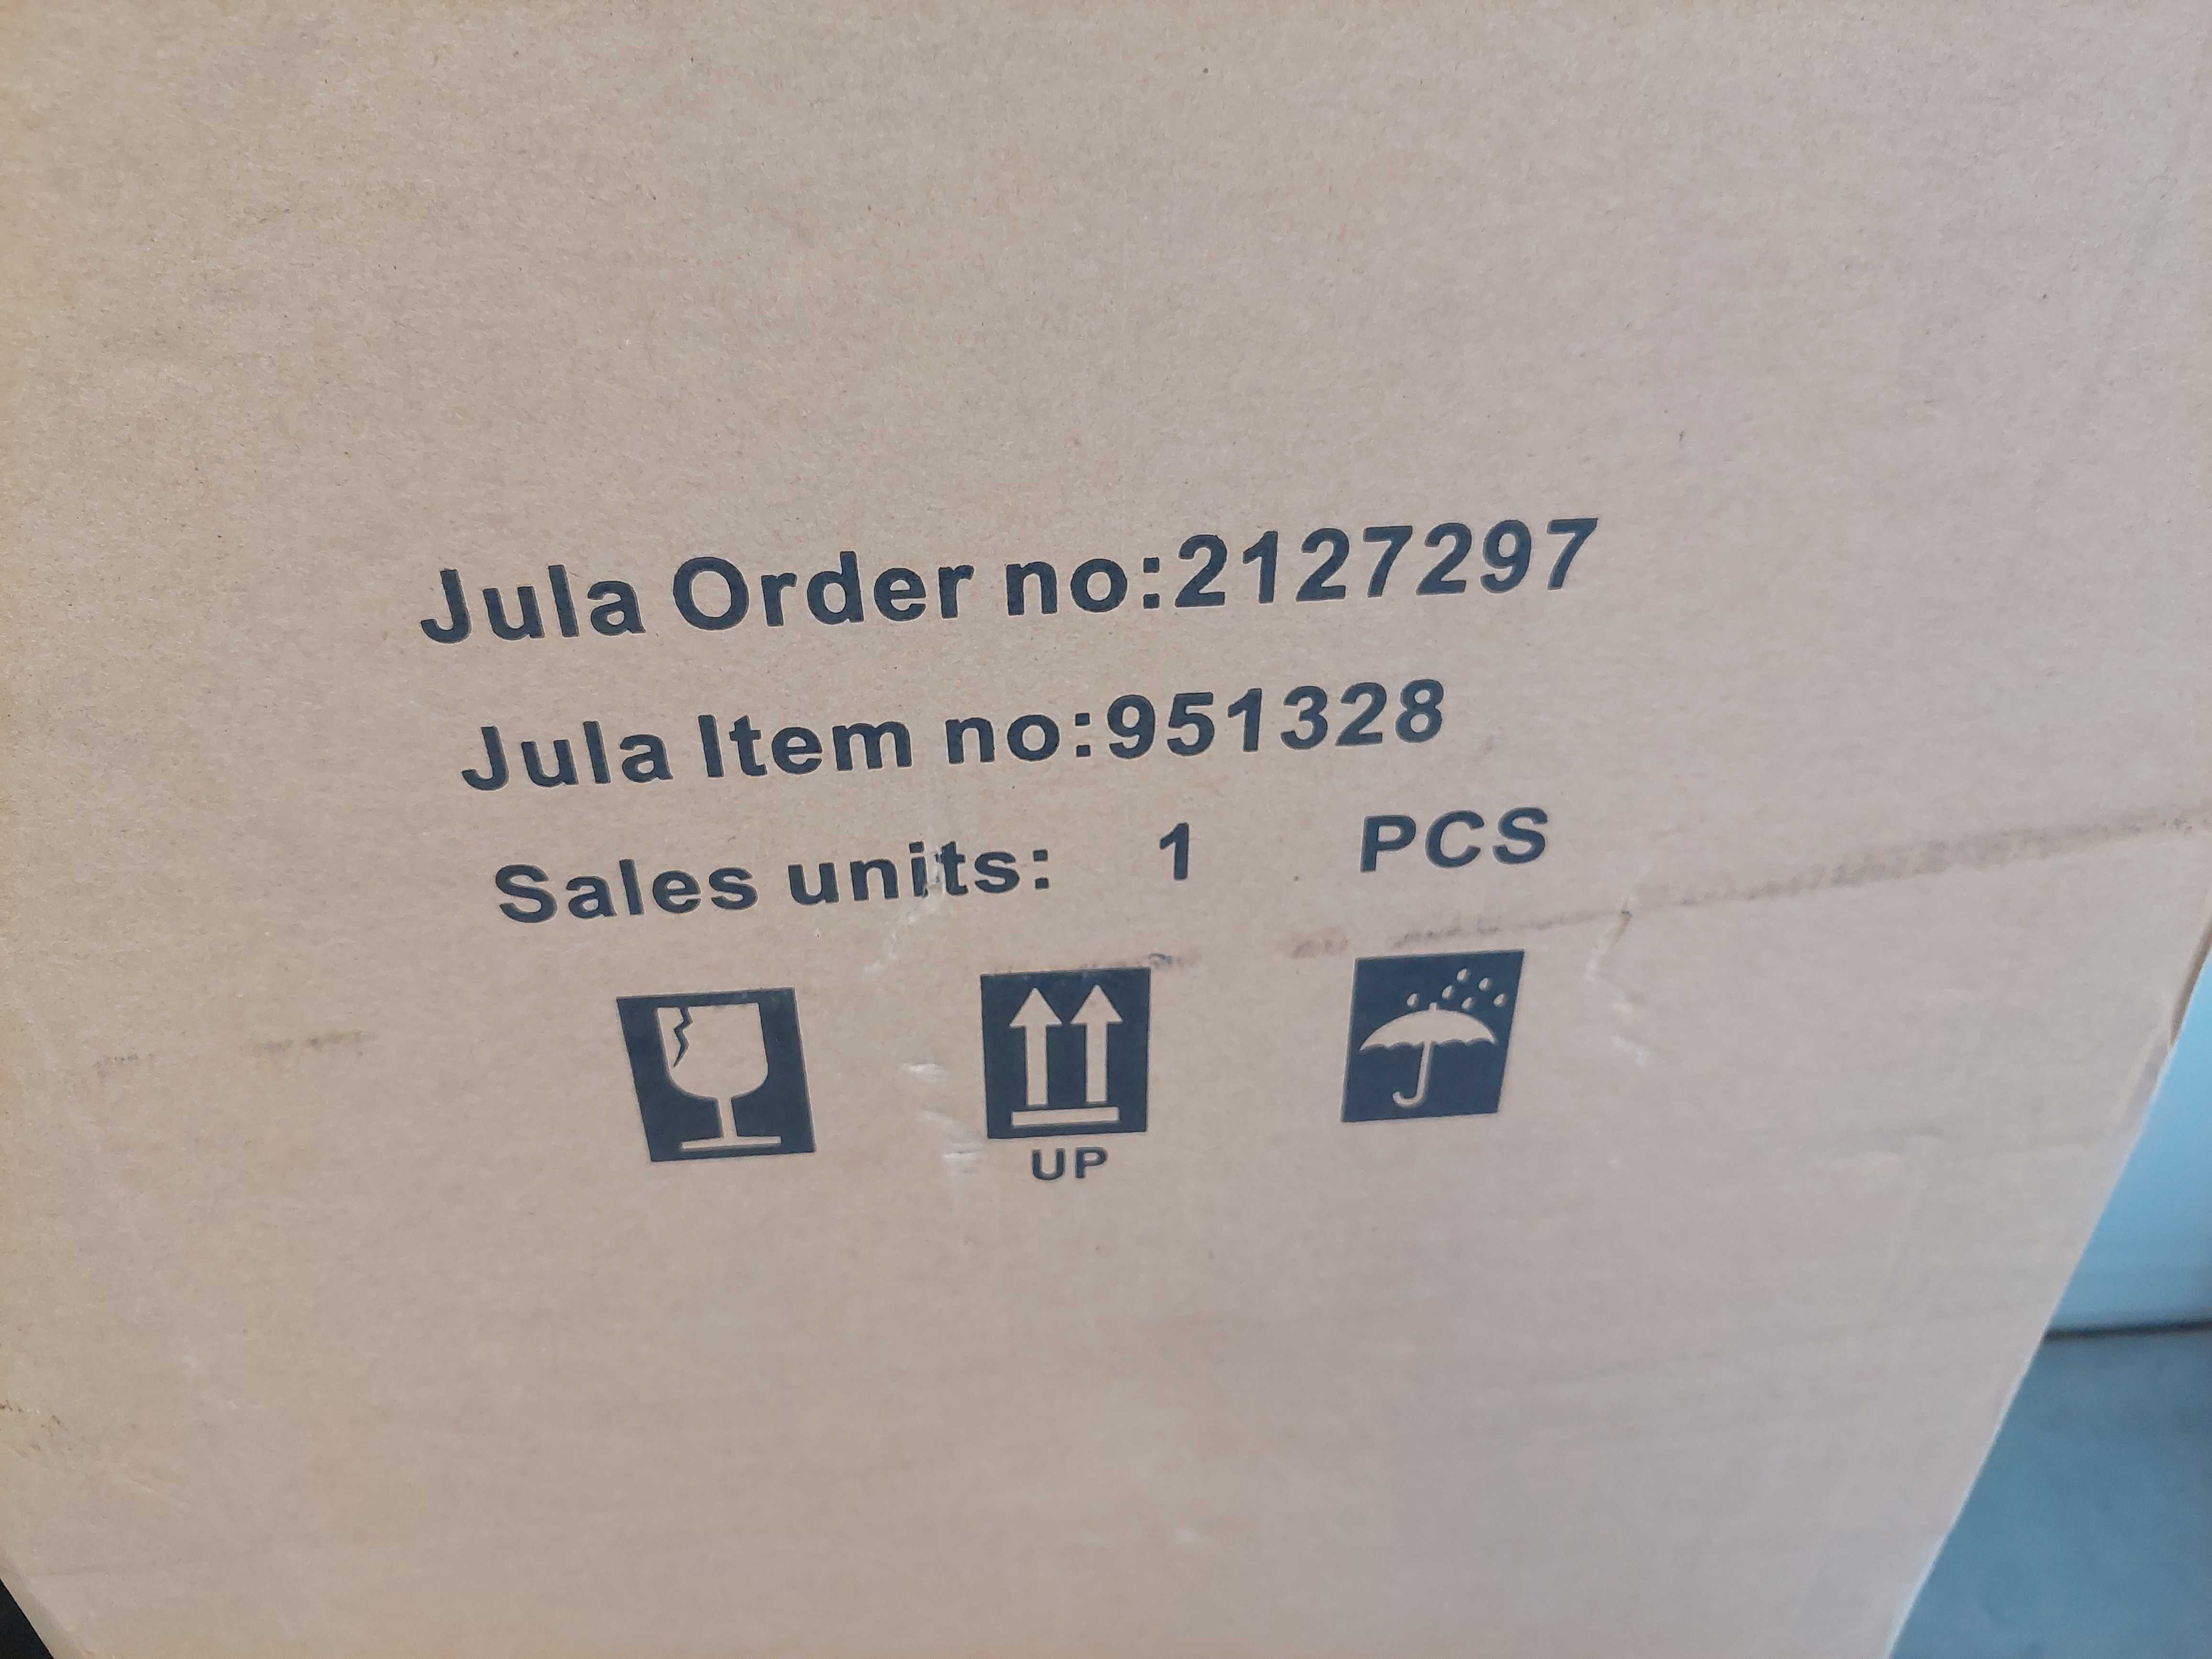 Jula Order no:2127297
Jula Item no:951328
Sales units: 1 PCS
UP